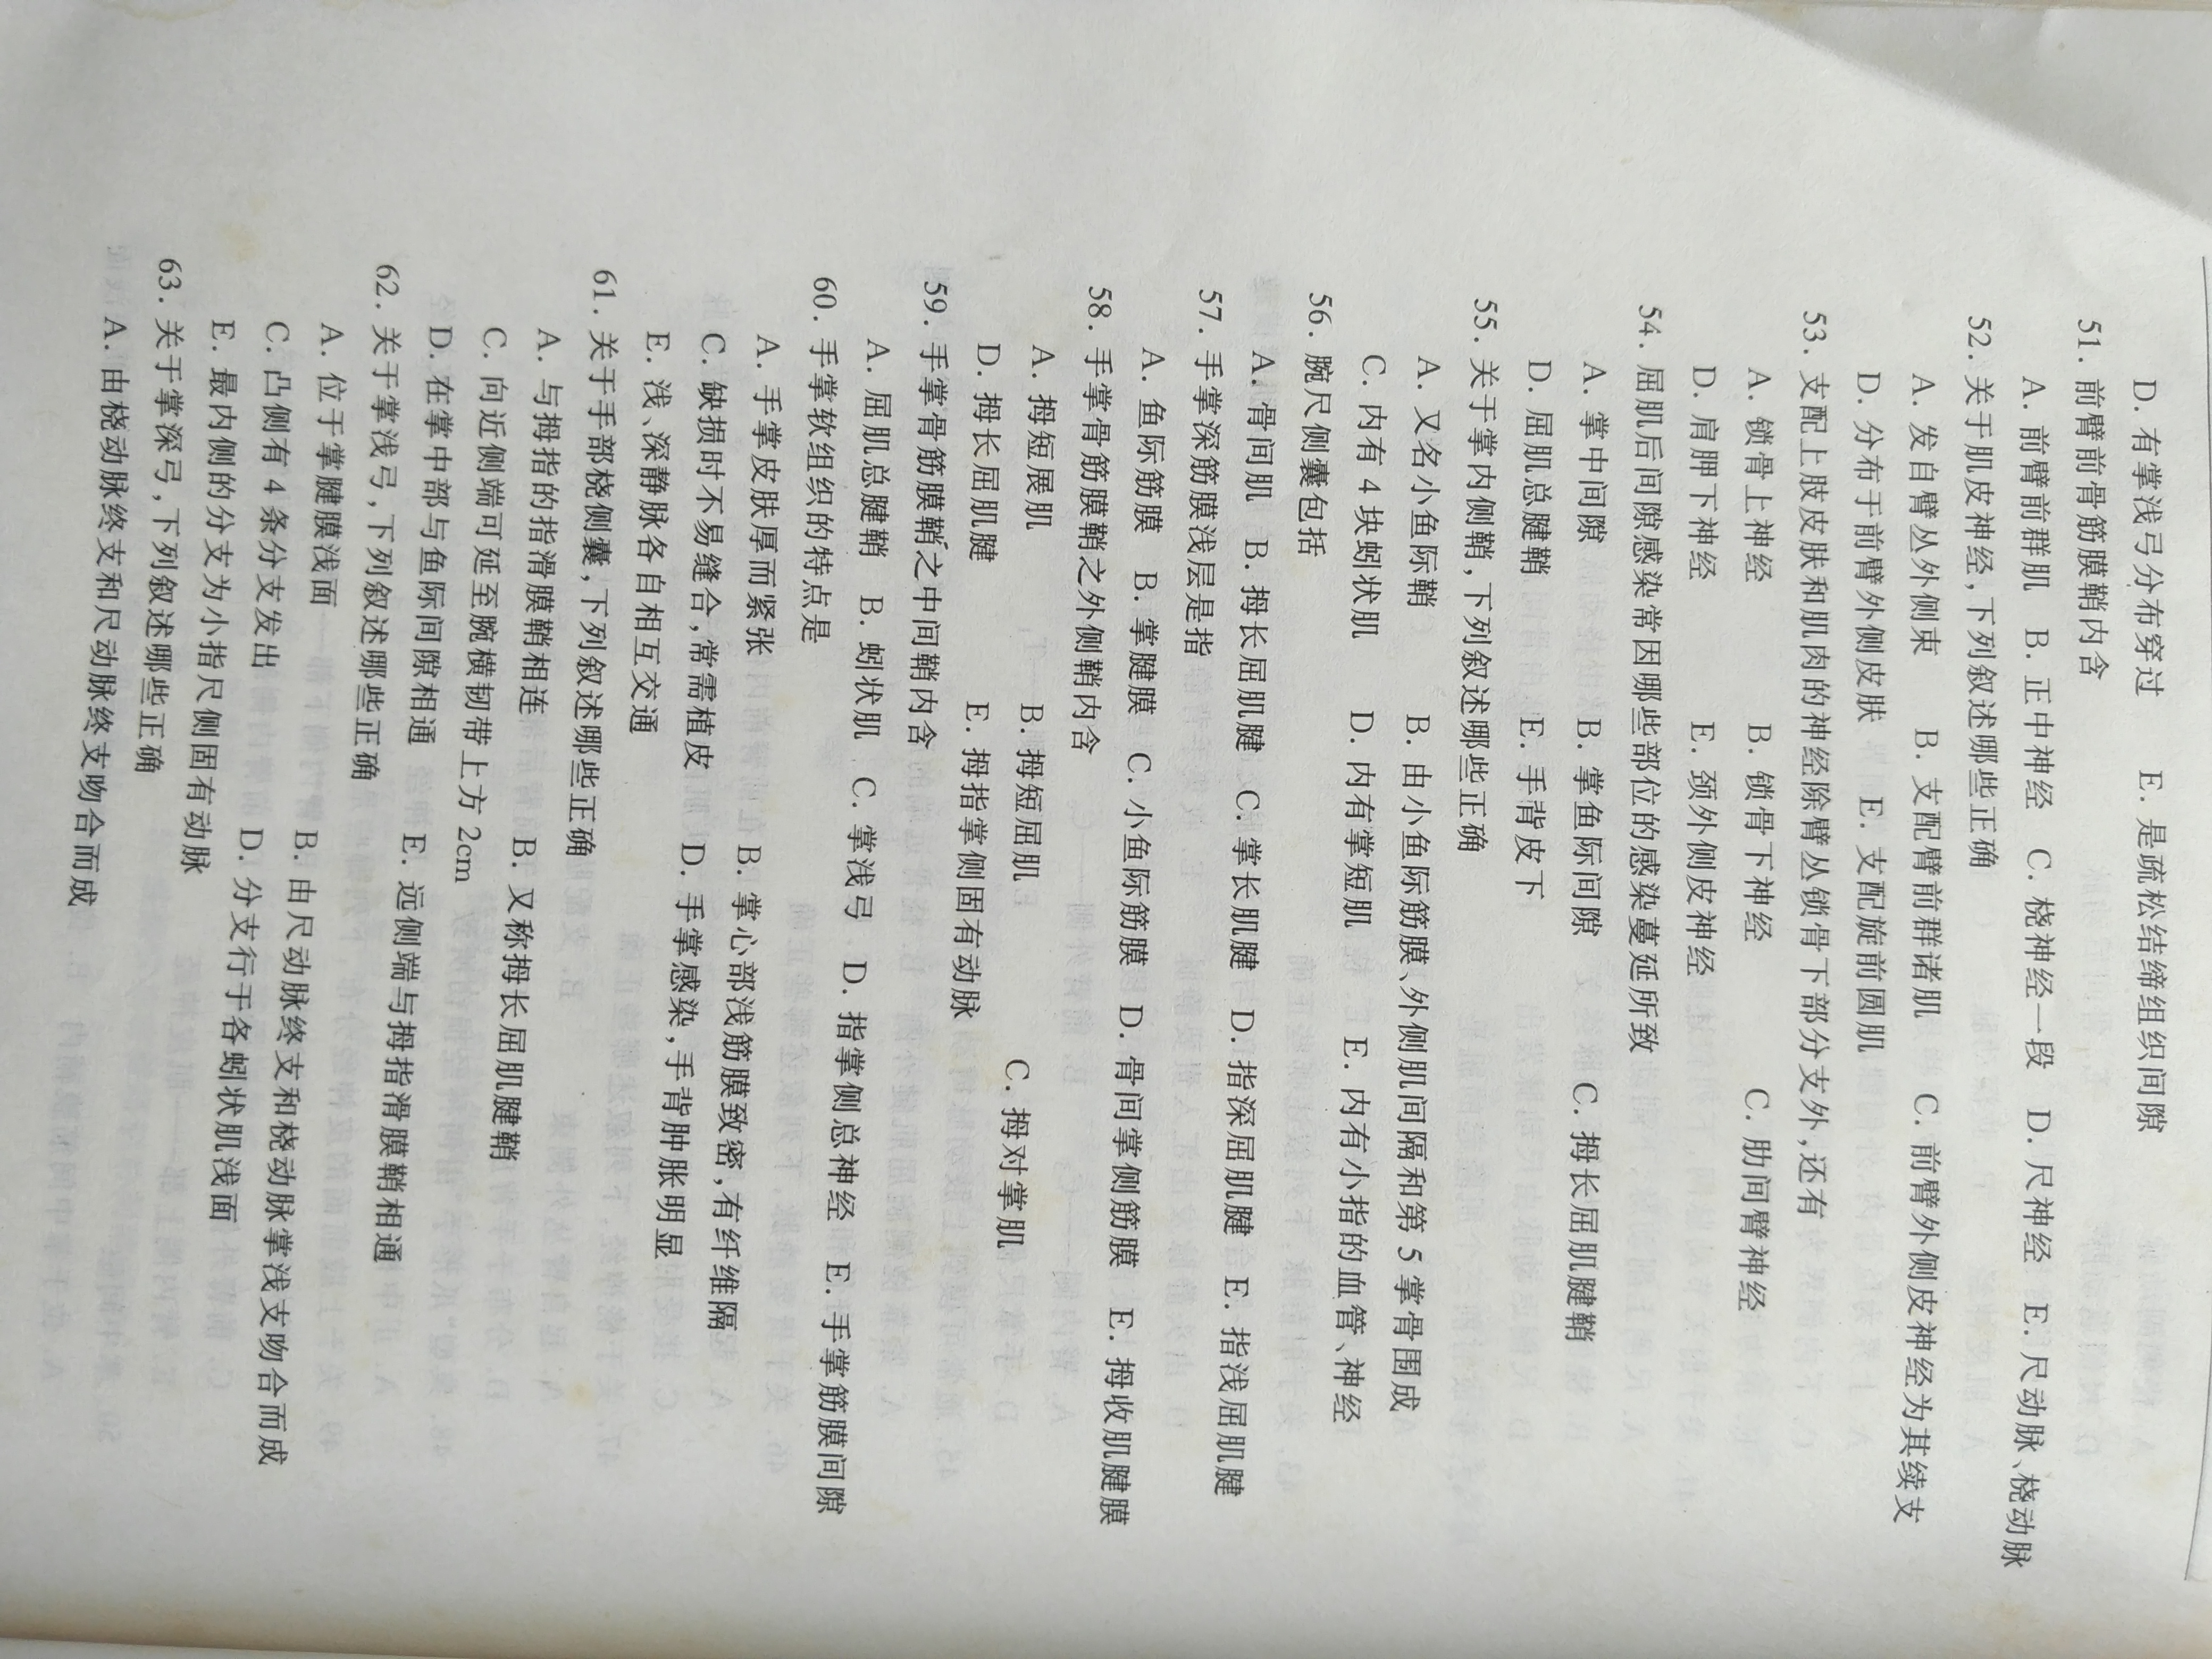 D. 有掌浅弓分布穿过 E. 是疏松结缔组织间隙
51. 前臂前骨筋膜鞘内含
A. 前臂前群肌 B. 正中神经 C. 桡神经一段 D. 尺神经 E. 尺动脉、桡动脉
52. 关于肌皮神经,下列叙述哪些正确
A. 发自臂丛外侧束 B. 支配臂前群诸肌 C. 前臂外侧皮神经为其续支
D. 分布于前臂外侧皮肤 E. 支配旋前圆肌
53. 支配上肢皮肤和肌肉的神经除臂丛锁骨下部分支外,还有
A. 锁骨上神经 B. 锁骨下神经 C. 肋间臂神经
D. 肩胛下神经 E. 颈外侧皮神经
54. 屈肌后间隙感染常因哪些部位的感染蔓延所致
A. 掌中间隙 B. 掌鱼际间隙 C. 拇长屈肌腱鞘
D. 屈肌总腱鞘 E. 手背皮下
55. 关于掌内侧鞘,下列叙述哪些正确
A. 又名小鱼际鞘 B. 由小鱼际筋膜、外侧肌间隔和第 5 掌骨围成
C. 内有 4 块蚓状肌 D. 内有掌短肌 E. 内有小指的血管、神经
56. 腕尺侧囊包括
A. 骨间肌 B. 拇长屈肌腱 C. 掌长肌腱 D. 指深屈肌腱 E. 指浅屈肌腱
57. 手掌深筋膜浅层是指
A. 鱼际筋膜 B. 掌腱膜 C. 小鱼际筋膜 D. 骨间掌侧筋膜 E. 拇收肌腱膜
58. 手掌骨筋膜鞘之外侧鞘内含
A. 拇短展肌 B. 拇短屈肌 C. 拇对掌肌
D. 拇长屈肌腱 E. 拇指掌侧固有动脉
59. 手掌骨筋膜鞘之中间鞘内含
A. 屈肌总腱鞘 B. 蚓状肌 C. 掌浅弓 D. 指掌侧总神经 E. 手掌筋膜间隙
60. 手掌软组织的特点是
A. 手掌皮肤厚而紧张 B. 掌心部浅筋膜致密,有纤维隔
C. 缺损时不易缝合,常需植皮 D. 手掌感染,手背肿胀明显
E. 浅、深静脉各自相互交通
61. 关于手部桡侧囊,下列叙述哪些正确
A. 与拇指的指滑膜鞘相连 B. 又称拇长屈肌腱鞘
C. 向近侧端可延至腕横韧带上方 2cm
D. 在掌中部与鱼际间隙相通 E. 远侧端与拇指滑膜鞘相通
62. 关于掌浅弓,下列叙述哪些正确
A. 位于掌腱膜浅面 B. 由尺动脉终支和桡动脉掌浅支吻合而成
C. 凸侧有 4 条分支发出 D. 分支行于各蚓状肌浅面
E. 最内侧的分支为小指尺侧固有动脉
63. 关于掌深弓,下列叙述哪些正确
A. 由桡动脉终支和尺动脉终支吻合而成